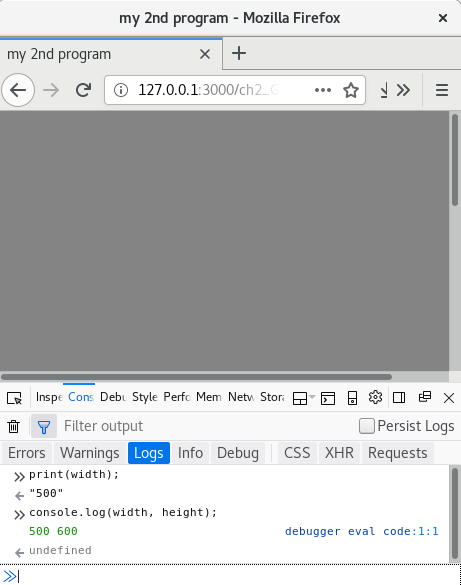 my 2nd program - Mozilla Firefox
my 2nd program
127.0.0.1:3000/ch2_G
Inspe Cons Debu Style Perfo Mem Netw Stora
Filter output Persist Logs
Errors Warnings Logs Info Debug CSS XHR Requests
print(width);
"500"
console.log(width, height);
500 600 debugger eval code:1:1
undefined